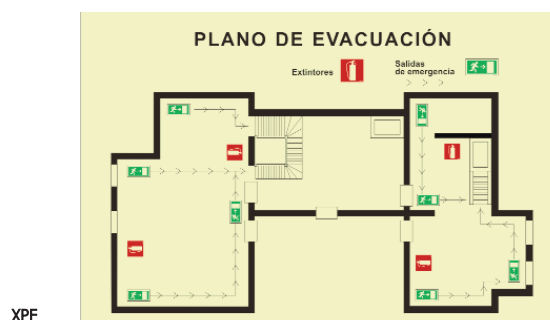 PLANO DE EVACUACIÓN
Extintores
Salidas
de emergencia
XPF